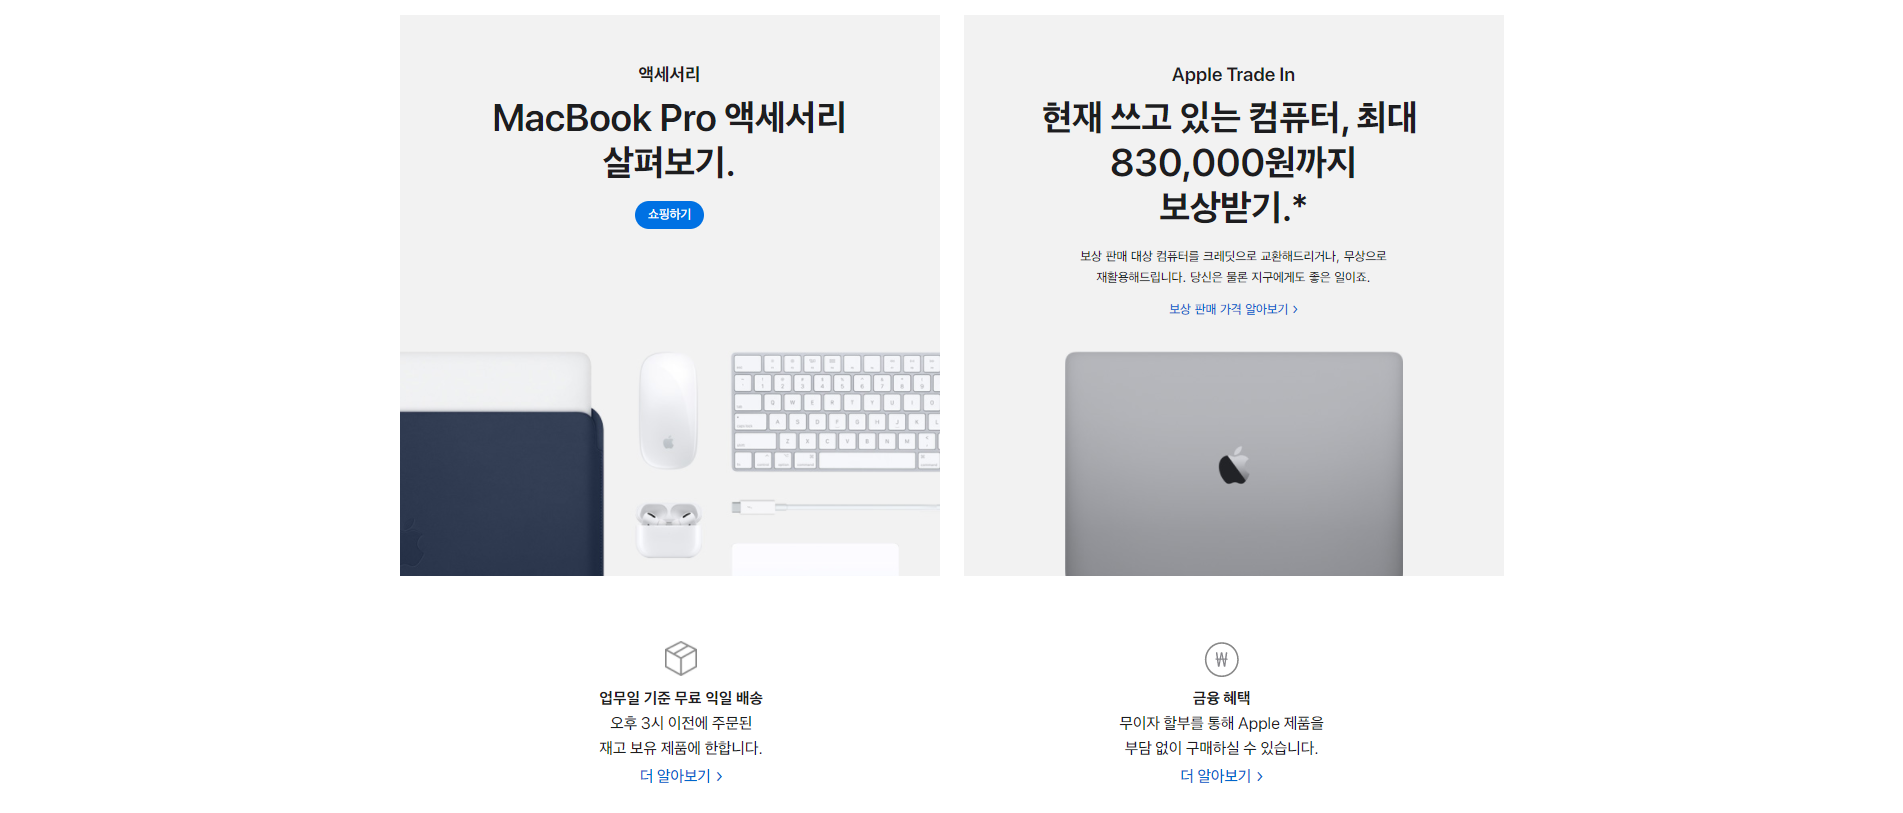 액세서리
MacBook Pro 액세서리
살펴보기.
쇼핑하기
Apple Trade In
현재 쓰고 있는 컴퓨터, 최대
830,000원까지
보상받기.*
보상 판매 대상 컴퓨터를 크레딧으로 교환해드리거나, 무상으로
재활용해드립니다. 당신은 물론 지구에게도 좋은 일이죠.
보상 판매 가격 알아보기 >
업무일 기준 무료 익일 배송
오후 3시 이전에 주문된
재고 보유 제품에 한합니다.
더 알아보기 >
₩
금융 혜택
무이자 할부를 통해 Apple 제품을
부담 없이 구매하실 수 있습니다.
더 알아보기 >